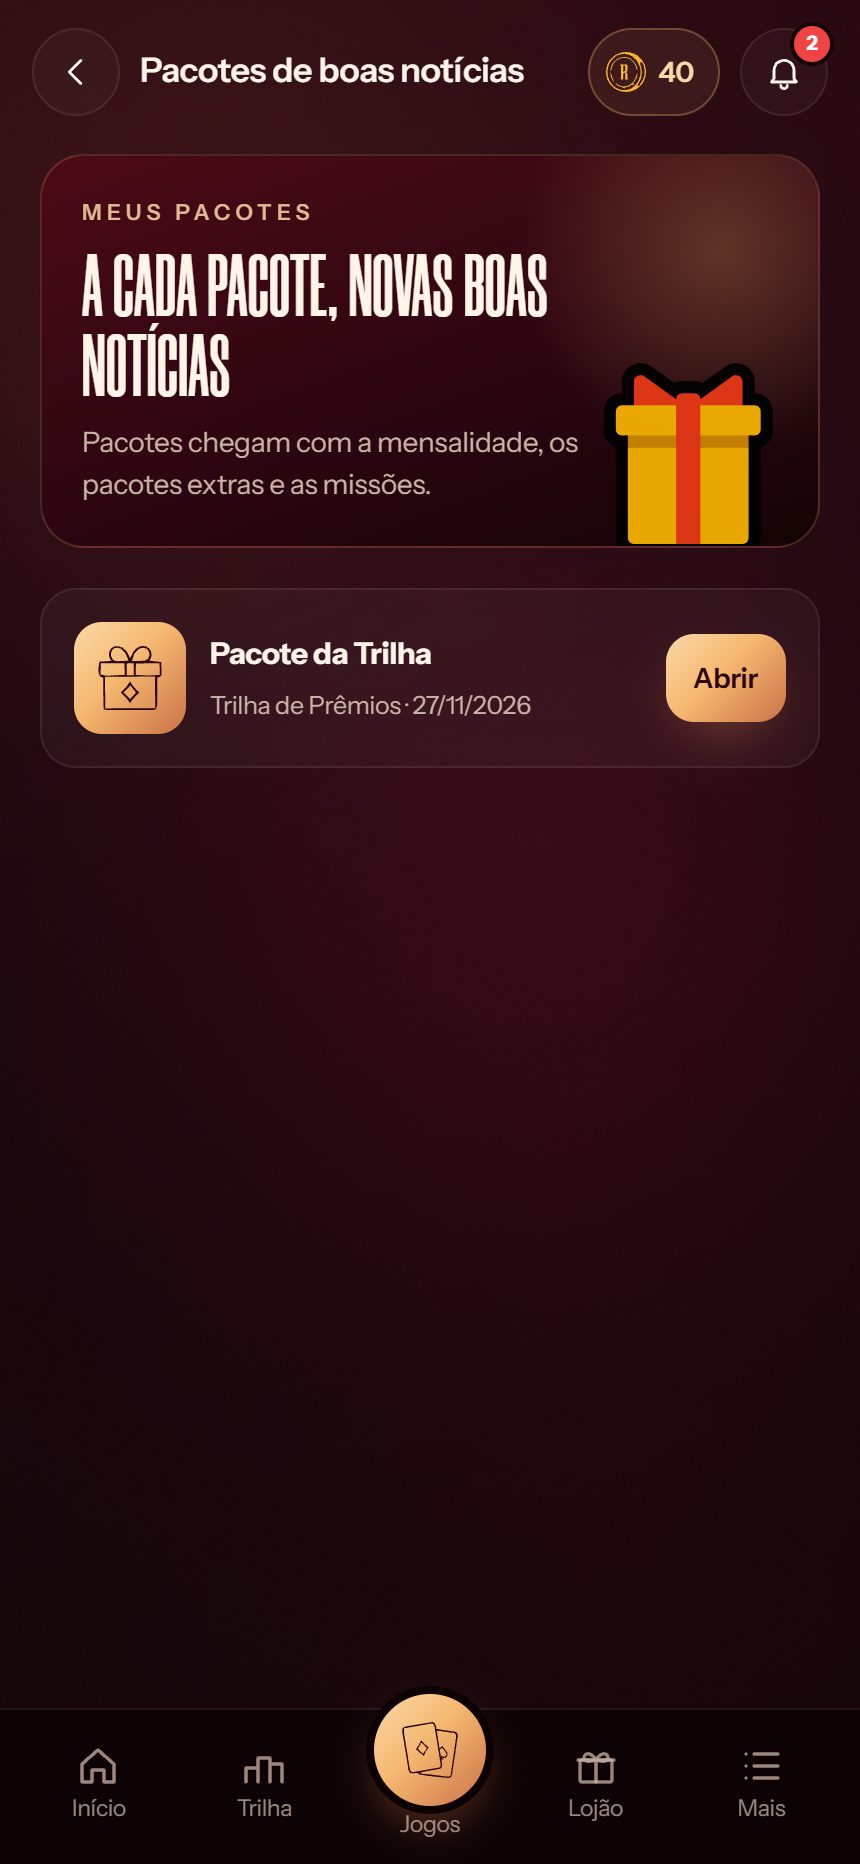 Pacotes de boas notícias
40
2
MEUS PACOTES
A CADA PACOTE, NOVAS BOAS
NOTÍCIAS
Pacotes chegam com a mensalidade, os
pacotes extras e as missões.
Pacote da Trilha
Trilha de Prêmios · 27/11/2026
Abrir
Início
Trilha
Jogos
Lojão
Mais